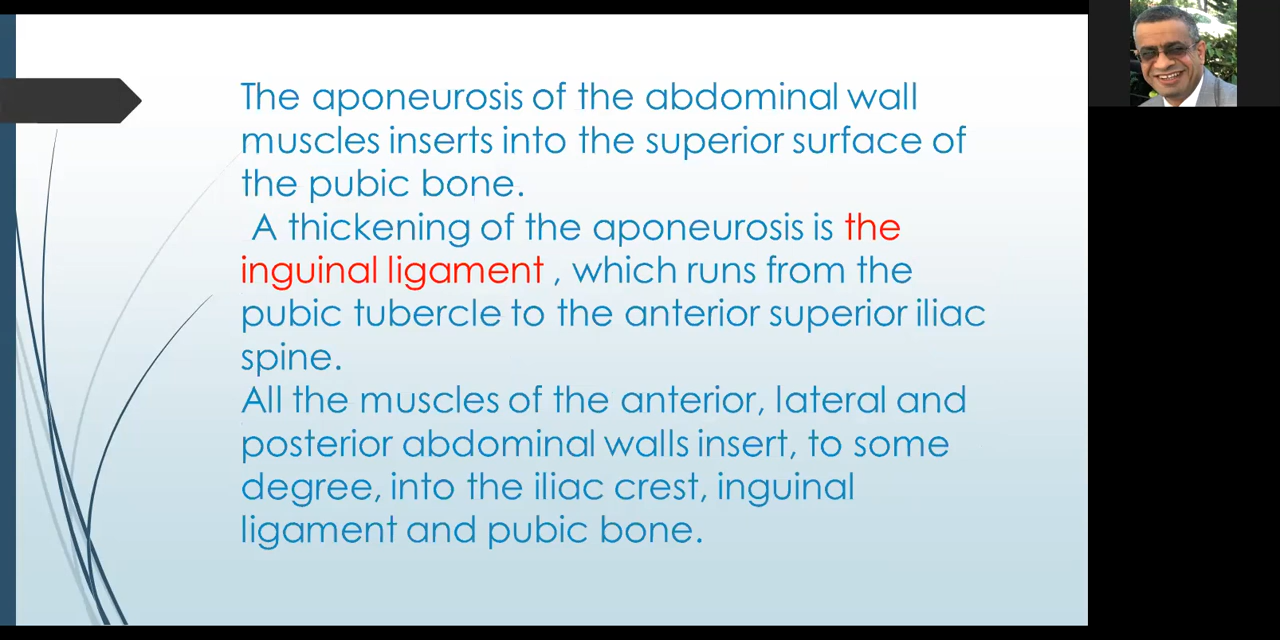 The aponeurosis of the abdominal wall
muscles inserts into the superior surface of
the pubic bone.
A thickening of the aponeurosis is the
inguinal ligament , which runs from the
pubic tubercle to the anterior superior iliac
spine.
All the muscles of the anterior, lateral and
posterior abdominal walls insert, to some
degree, into the iliac crest, inguinal
ligament and pubic bone.